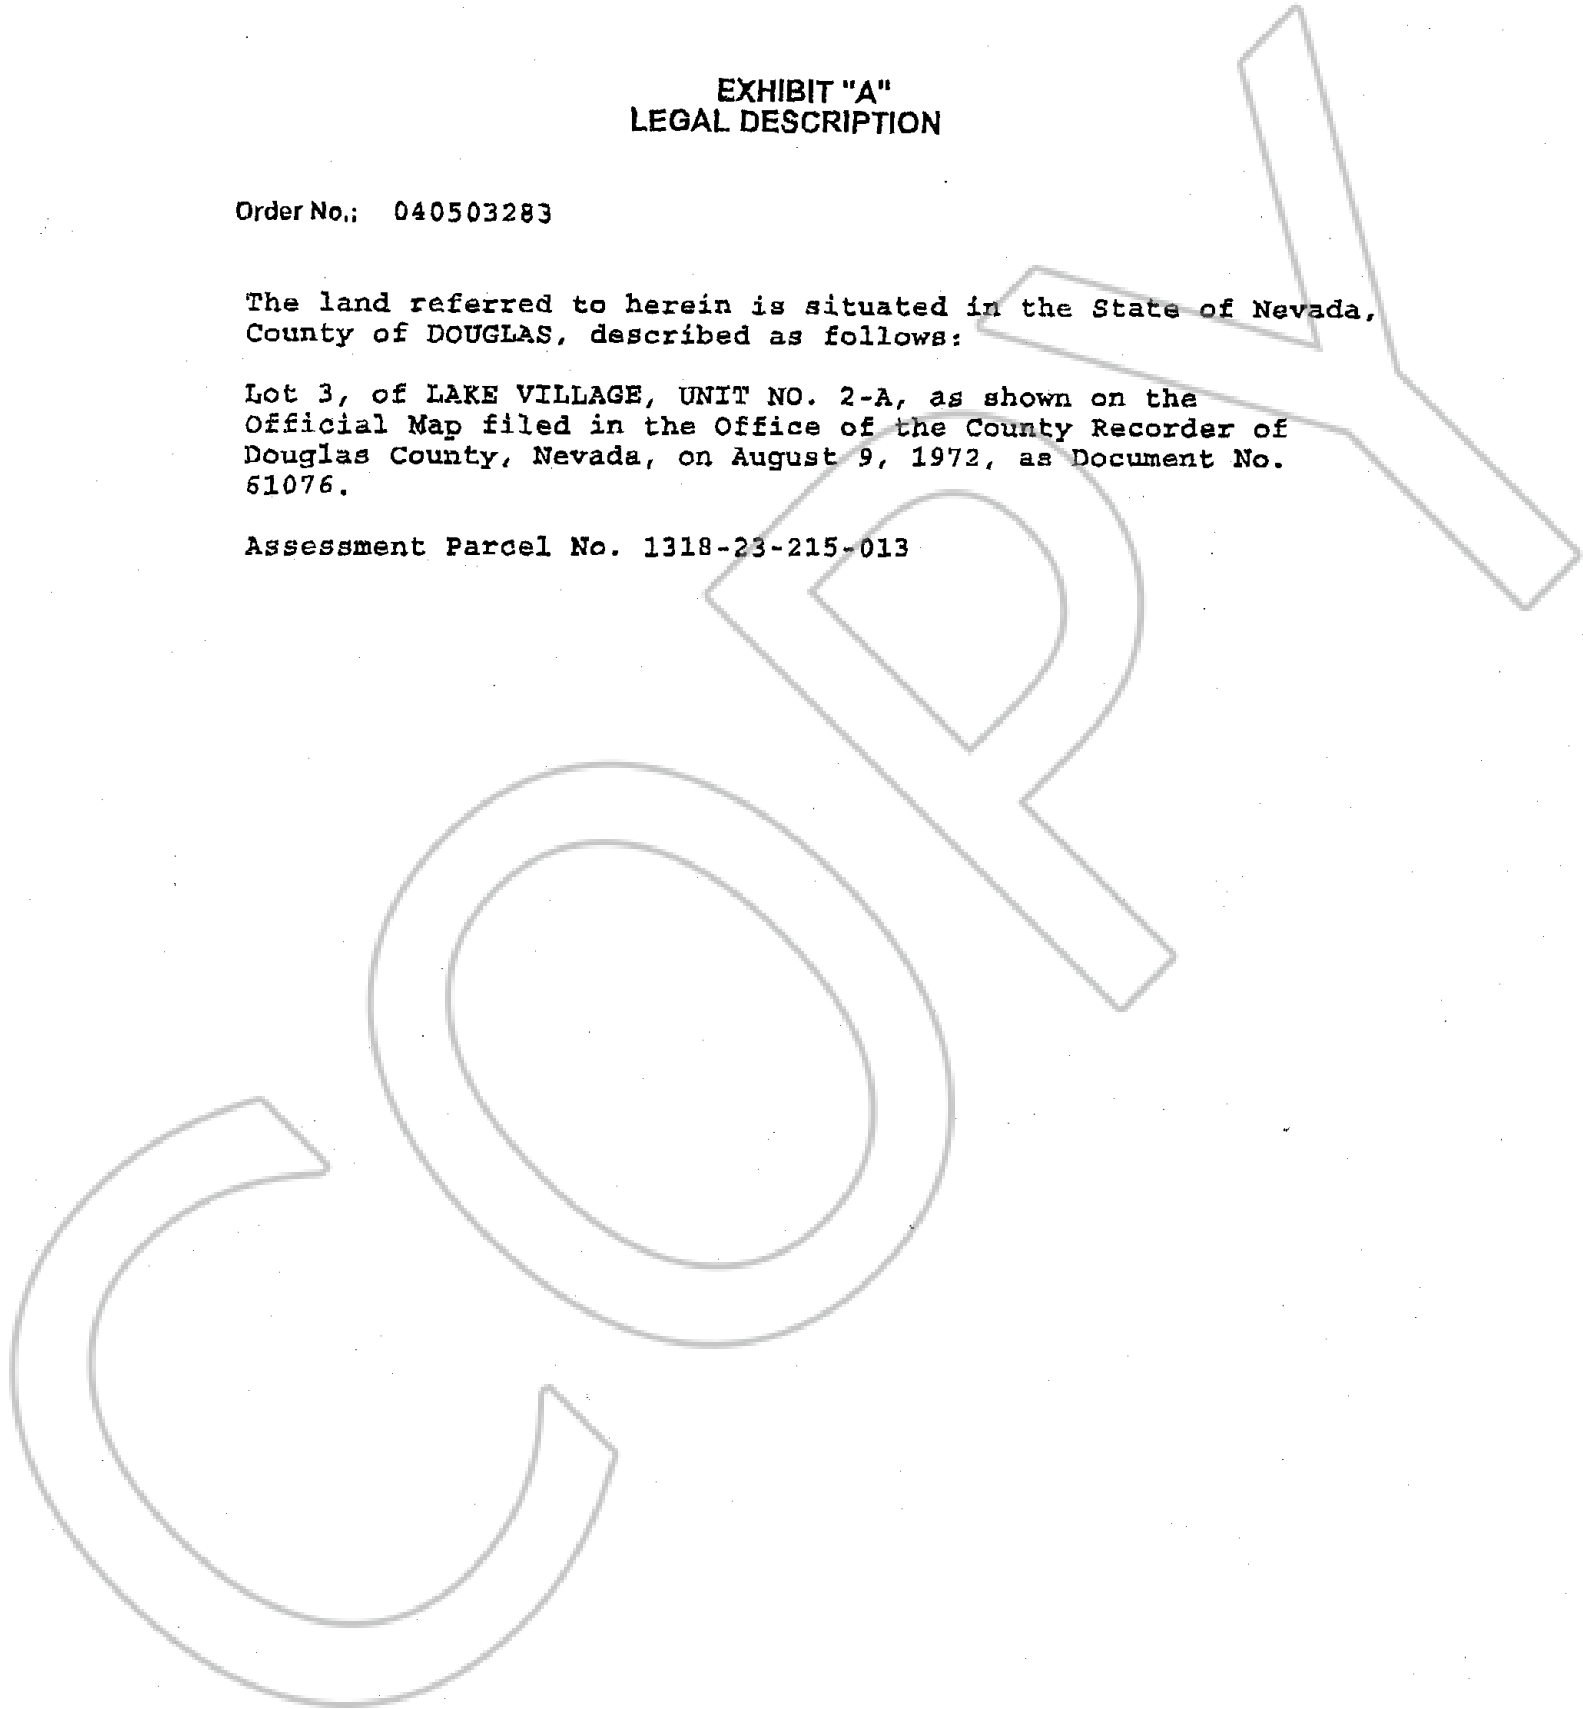 EXHIBIT "A"
LEGAL DESCRIPTION
Order No.: 040503283
The land referred to herein is situated in the State of Nevada,
County of DOUGLAS, described as follows:
Lot 3, of LAKE VILLAGE, UNIT NO. 2-A, as shown on the
Official Map filed in the Office of the County Recorder of
Douglas County, Nevada, on August 9, 1972, as Document No.
61076.
Assessment Parcel No. 1318-23-215-013
COPY